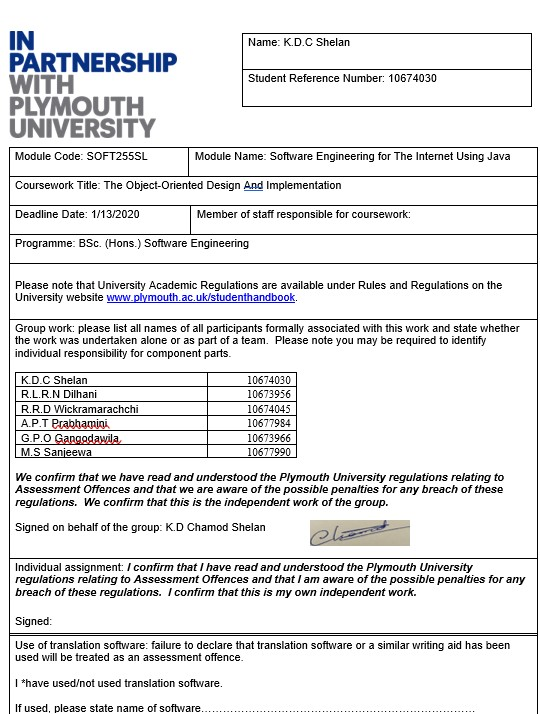 IN
PARTNERSHIP
WITH
PLYMOUTH
UNIVERSITY
Name: K.D.C Shelan
Student Reference Number: 10674030
Module Code: SOFT255SL
Module Name: Software Engineering for The Internet Using Java
Coursework Title: The Object-Oriented Design And Implementation
Deadline Date: 1/13/2020
Member of staff responsible for coursework:
Programme: BSc. (Hons.) Software Engineering
Please note that University Academic Regulations are available under Rules and Regulations on the
University website www.plymouth.ac.uk/studenthandbook.
Group work: please list all names of all participants formally associated with this work and state whether
the work was undertaken alone or as part of a team.  Please note you may be required to identify
individual responsibility for component parts.
K.D.C Shelan 10674030
R.L.R.N Dilhani 10673956
R.R.D Wickramarachchi 10674045
A.P.T Prabhamini 10677984
G.P.O Gangodawila 10673966
M.S Sanjeewa 10677990
We confirm that we have read and understood the Plymouth University regulations relating to
Assessment Offences and that we are aware of the possible penalties for any breach of these
regulations.  We confirm that this is the independent work of the group.
Signed on behalf of the group: K.D Chamod Shelan
Chamod
Individual assignment: I confirm that I have read and understood the Plymouth University
regulations relating to Assessment Offences and that I am aware of the possible penalties for any
breach of these regulations.  I confirm that this is my own independent work.
Signed:
Use of translation software: failure to declare that translation software or a similar writing aid has been
used will be treated as an assessment offence.
I *have used/not used translation software.
If used, please state name of software…………………………………………………………………